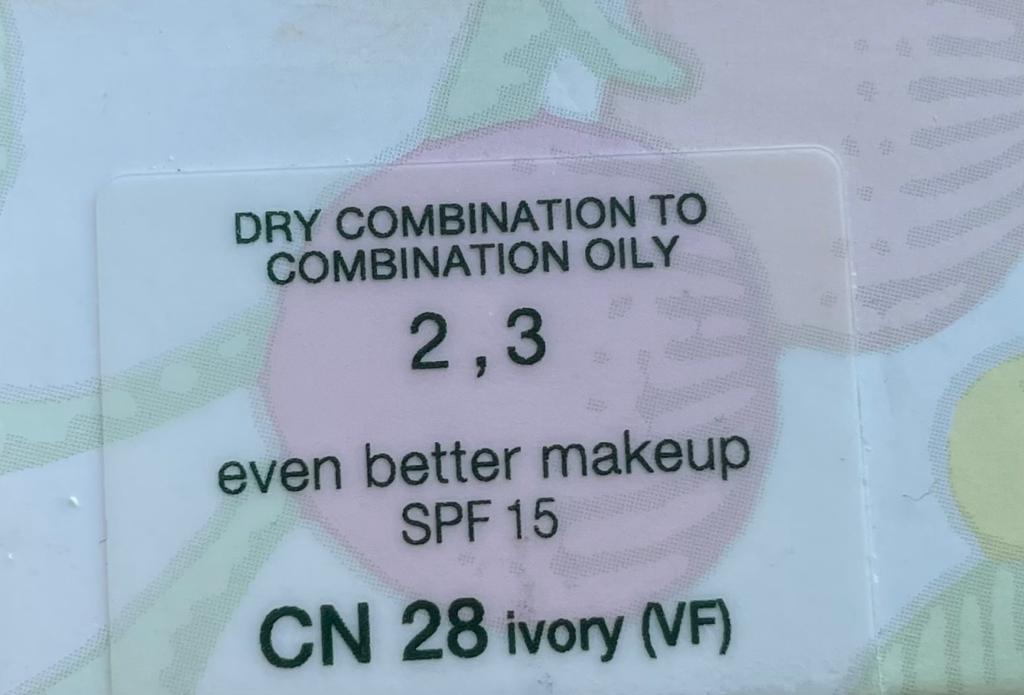 DRY COMBINATION TO
COMBINATION OILY
2 , 3
even better makeup
SPF 15
CN 28 ivory (VF)